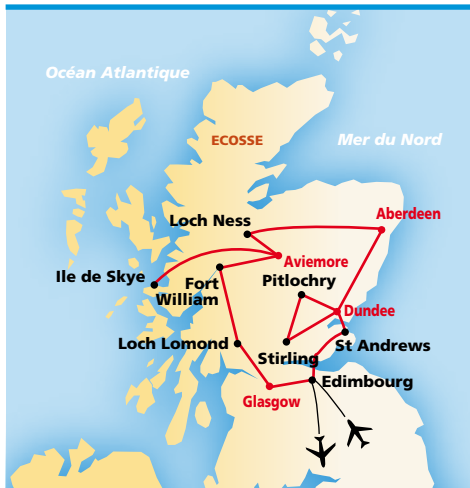 Océan Atlantique
ECOSSE
Mer du Nord
Loch Ness
Aberdeen
Aviemore
Ile de Skye
Fort
William
Pitlochry
Dundee
Loch Lomond
Stirling
St Andrews
Edimbourg
Glasgow